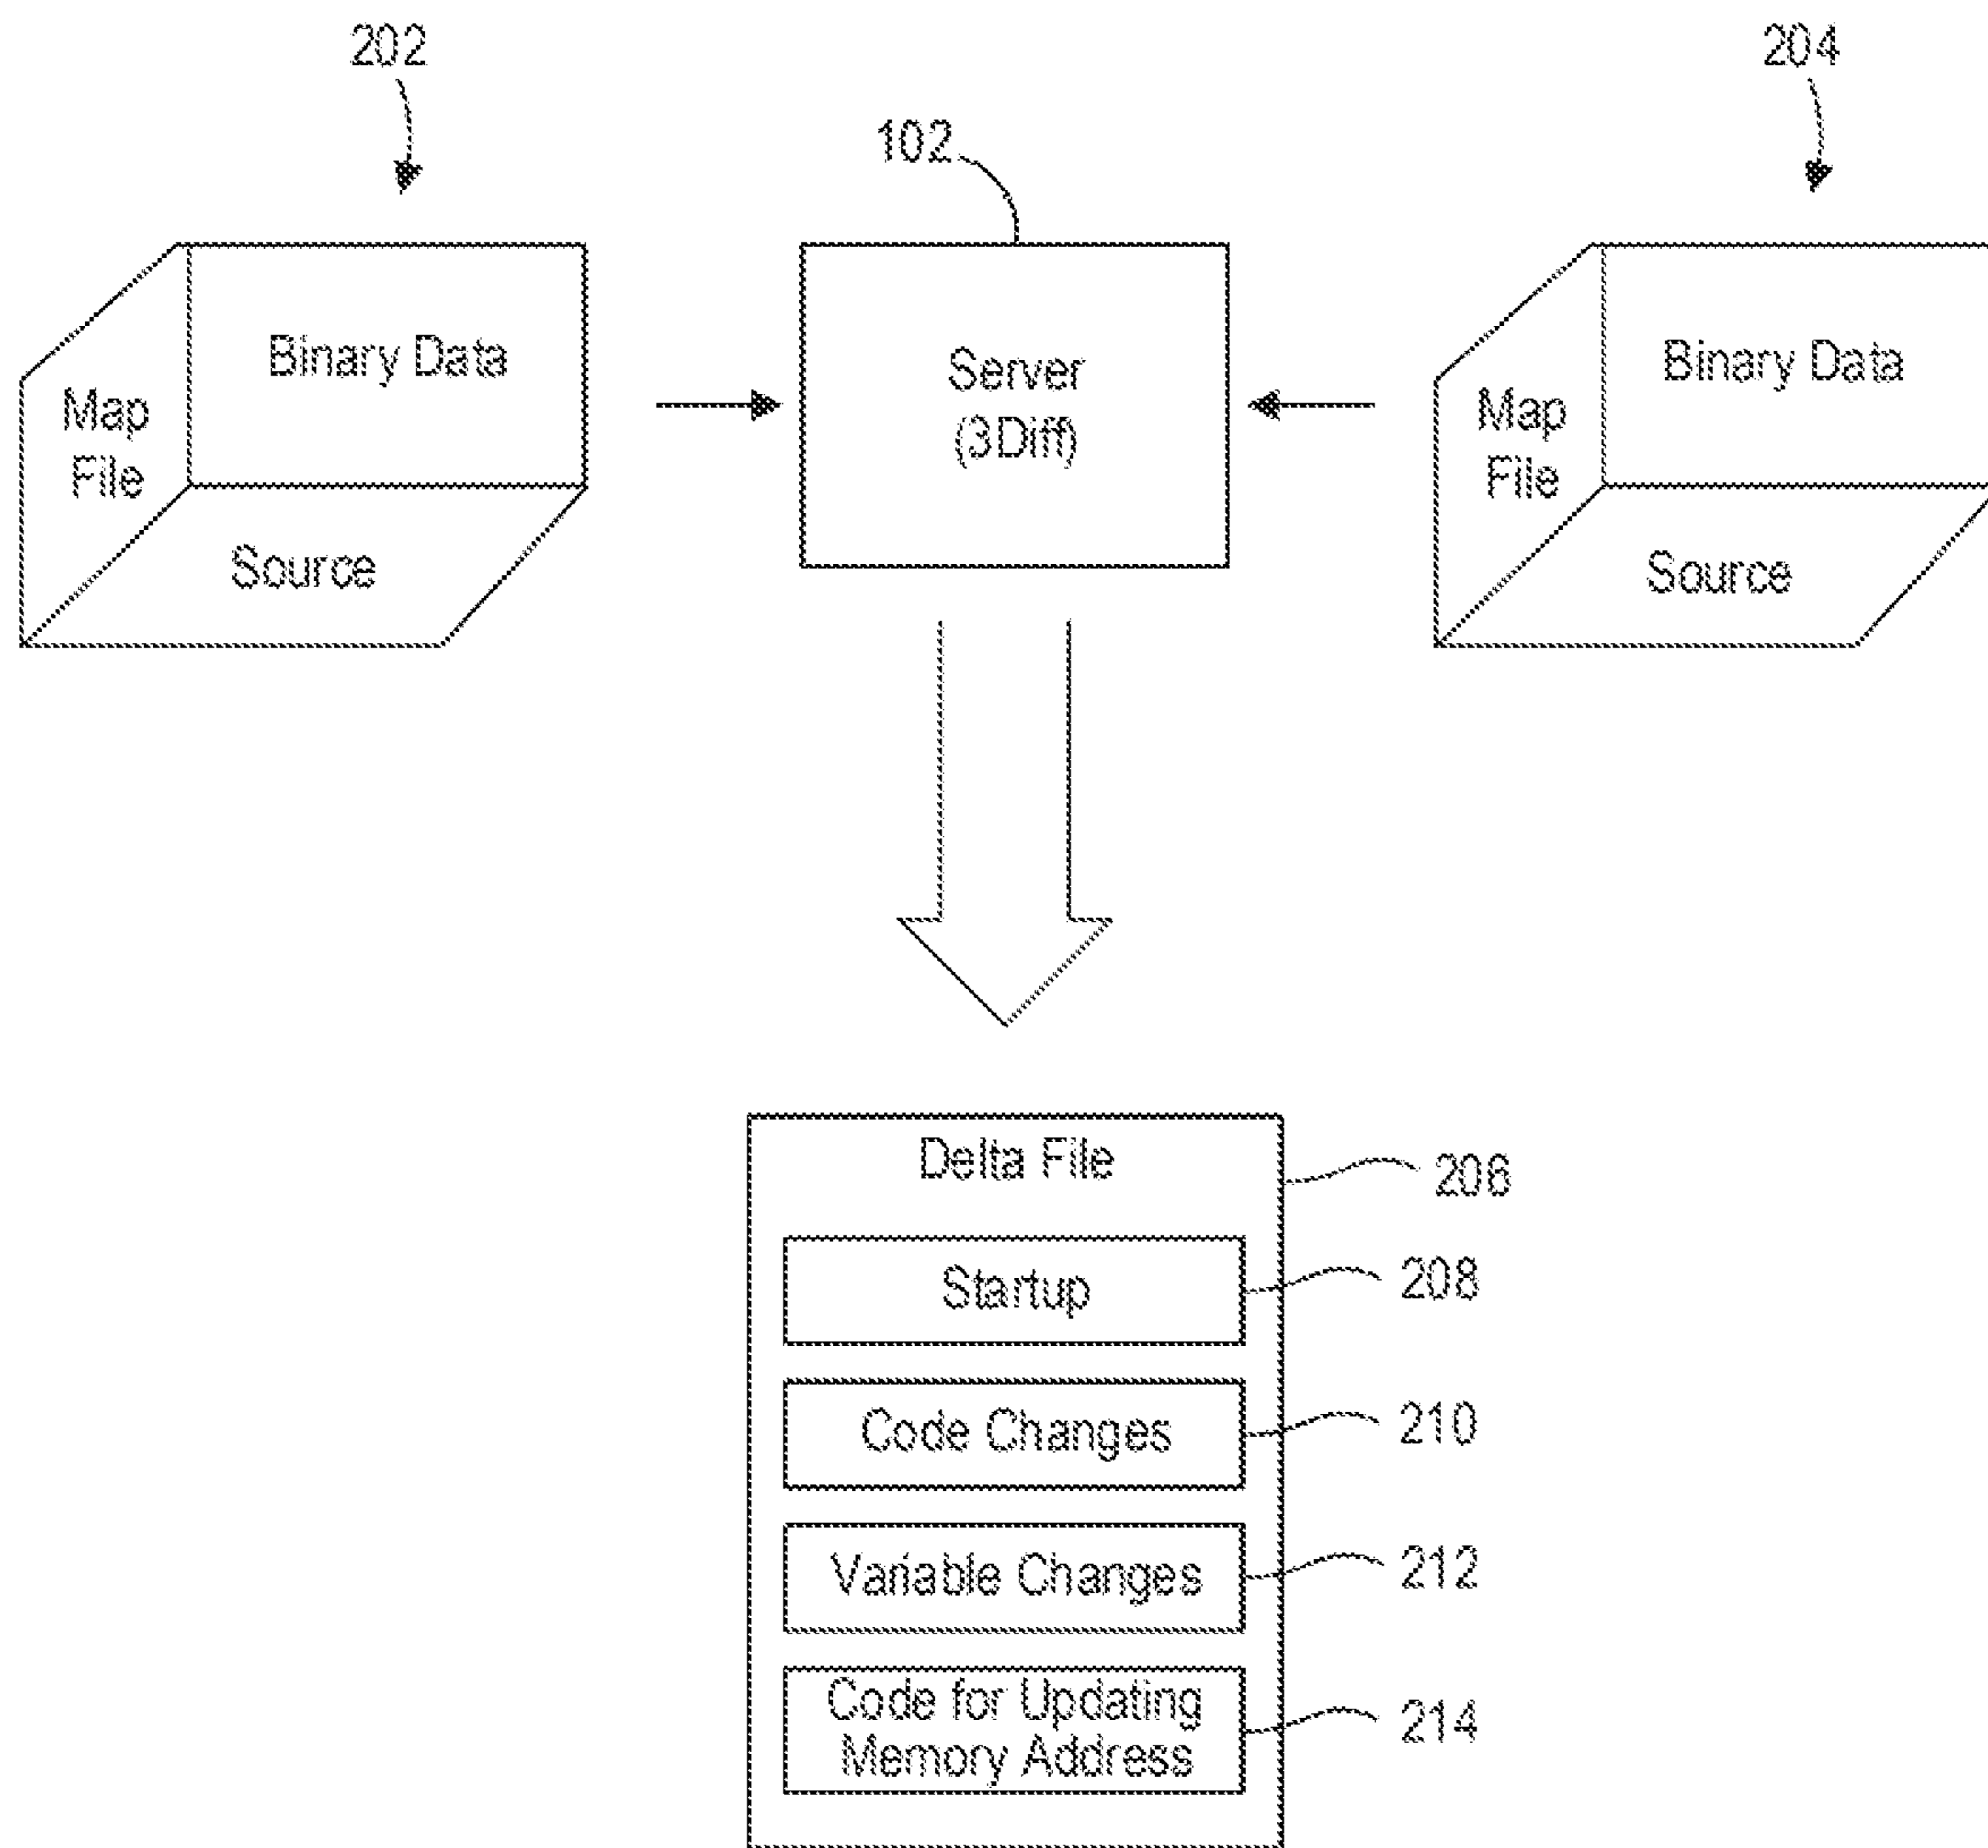 202
204
102
Binary Data
Map
File
Source
Server
(3Diff)
Binary Data
Map
File
Source
Delta File
206
Startup
208
Code Changes
210
Variable Changes
212
Code for Updating
Memory Address
214